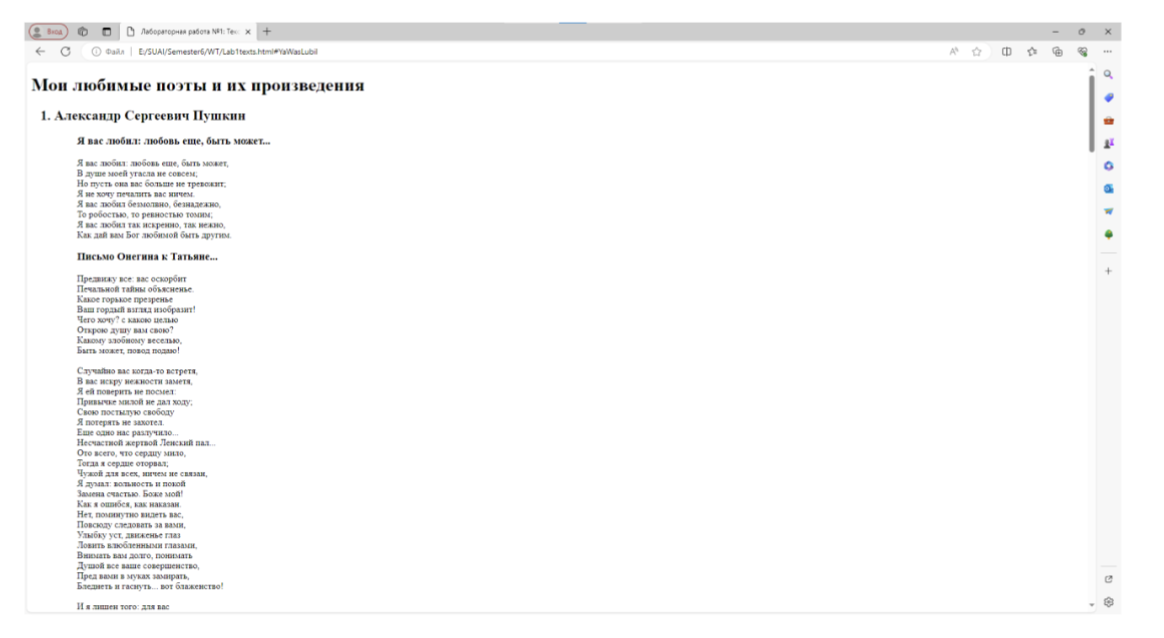 Вход
Лабораторная работа №1: Тек
Файл
E:/SUAI/Semester6/WT/Lab1texts.html#YaWasLubil
Мои любимые поэты и их произведения
1. Александр Сергеевич Пушкин
Я вас любил: любовь еще, быть может...
Я вас любил: любовь еще, быть может,
В душе моей угасла не совсем;
Но пусть она вас больше не тревожит;
Я не хочу печалить вас ничем.
Я вас любил безмолвно, безнадежно,
То робостью, то ревностью томим;
Я вас любил так искренно, так нежно,
Как дай вам Бог любимой быть другим.
Письмо Онегина к Татьяне...
Предвижу все: вас оскорбит
Печальной тайны объясненье.
Какое горькое презренье
Ваш гордый взгляд изобразит!
Чего хочу? с какою целью
Открою душу вам свою?
Какому злобному веселью,
Быть может, повод подаю!
Случайно вас когда-то встретя,
В вас искру нежности заметя,
Я ей поверить не посмел:
Привычке милой не дал ходу;
Свою постылую свободу
Я потерять не захотел.
Еще одно нас разлучило...
Несчастной жертвой Ленский пал...
Ото всего, что сердцу мило,
Тогда я сердце оторвал;
Чужой для всех, ничем не связан,
Я думал: вольность и покой
Замена счастью. Боже мой!
Как я ошибся, как наказан.
Нет, поминутно видеть вас,
Повсюду следовать за вами,
Улыбку уст, движенье глаз
Ловить влюбленными глазами,
Внимать вам долго, понимать
Душой все ваше совершенство,
Пред вами в муках замирать,
Бледнеть и гаснуть... вот блаженство!
И я лишен того: для вас